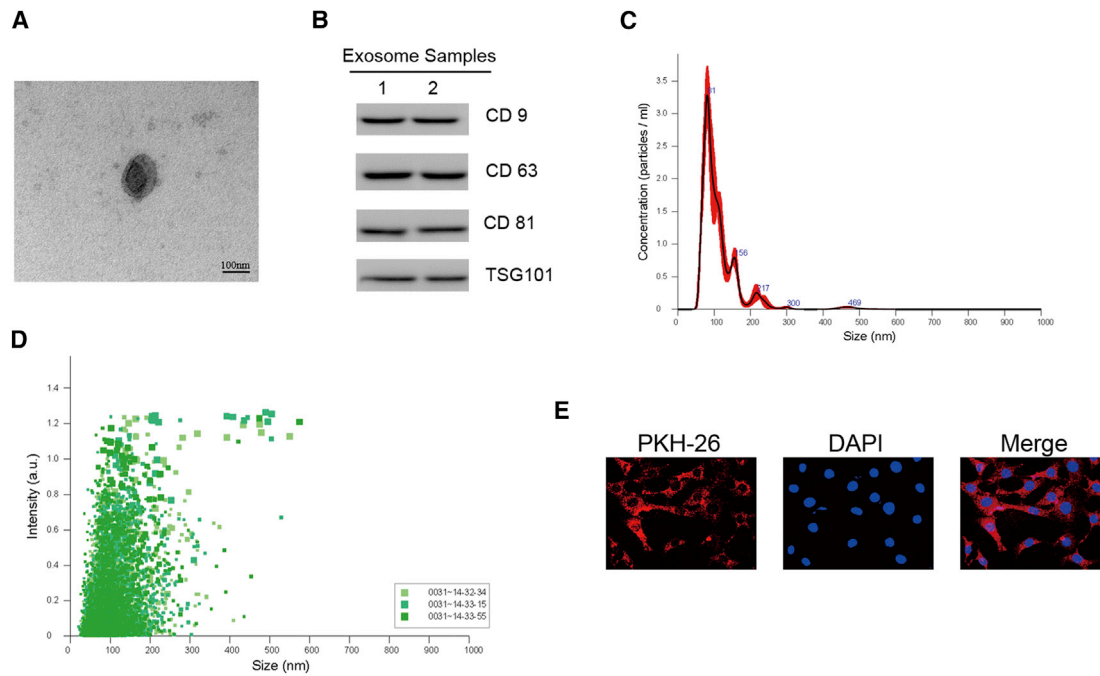 A
100nm
B
Exosome Samples
1 2
CD 9
CD 63
CD 81
TSG101
C
Concentration (particles / ml)
3.5
3.0
2.5
2.0
1.5
1.0
0.5
0
217
300
469
0 100 200 300 400 500 600 700 800 900 1000
Size (nm)
D
Intensity (a.u.)
1.4
1.2
1.0
0.8
0.6
0.4
0.2
0
0031~14-32-34
0031~14-33-15
0031~14-33-55
0 100 200 300 400 500 600 700 800 900 1000
Size (nm)
E
PKH-26 DAPI Merge